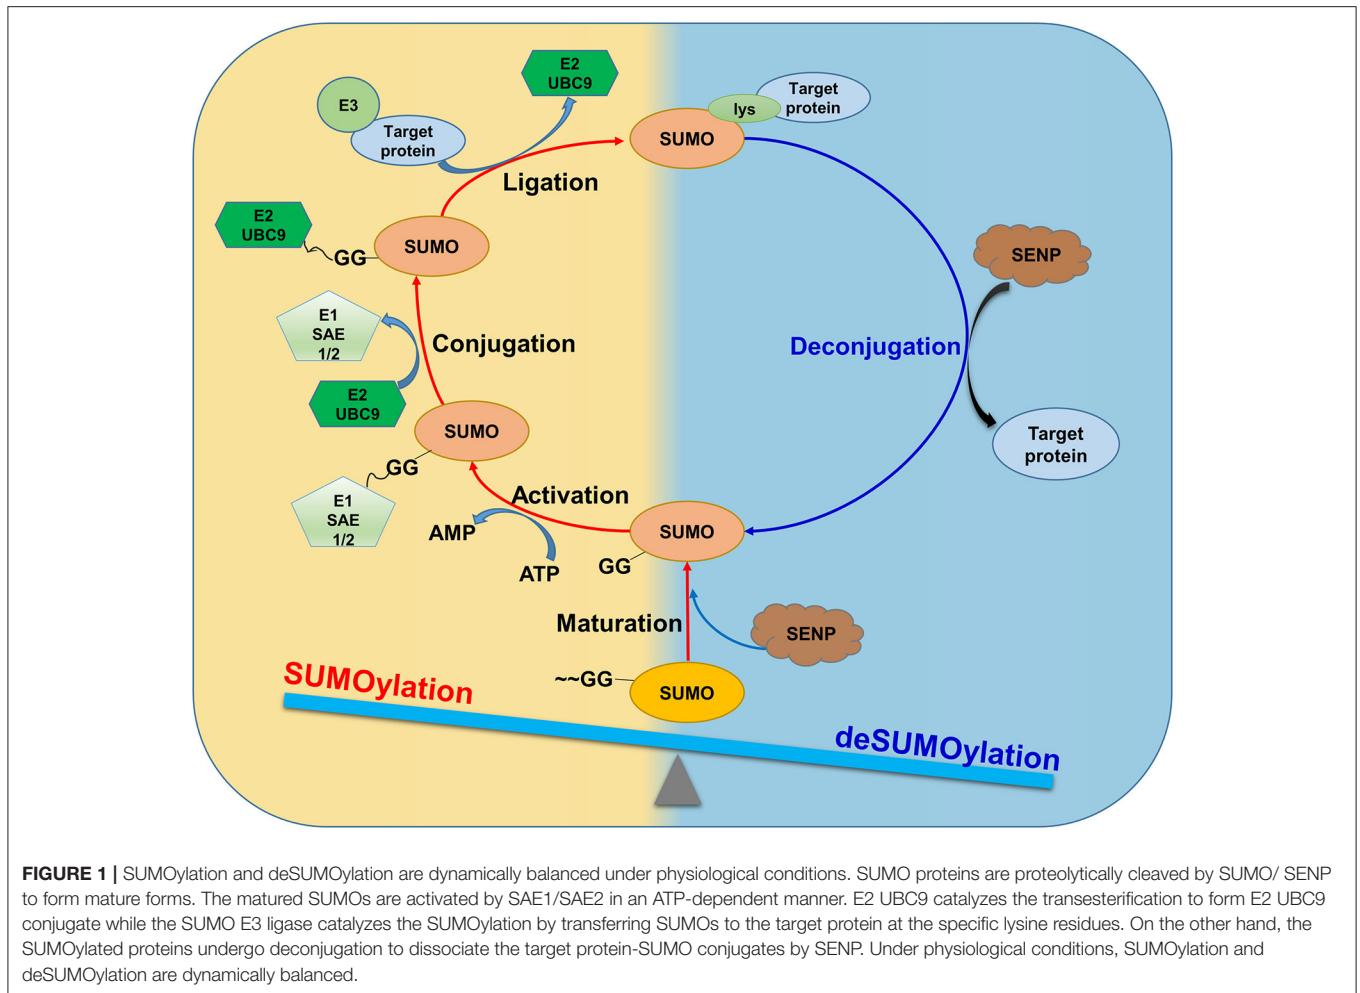 E2
UBC9
E3
Target
protein
lys
Target
protein
SUMO
Ligation
E2
UBC9
GG
SUMO
SENP
E1
SAE
1/2
Conjugation
Deconjugation
E2
UBC9
SUMO
Target
protein
GG
E1
SAE
1/2
Activation
AMP
ATP
SUMO
GG
Maturation
SENP
~~GG
SUMO
SUMOylation
deSUMOylation
FIGURE 1 | SUMOylation and deSUMOylation are dynamically balanced under physiological conditions. SUMO proteins are proteolytically cleaved by SUMO/ SENP
to form mature forms. The matured SUMOs are activated by SAE1/SAE2 in an ATP-dependent manner. E2 UBC9 catalyzes the transesterification to form E2 UBC9
conjugate while the SUMO E3 ligase catalyzes the SUMOylation by transferring SUMOs to the target protein at the specific lysine residues. On the other hand, the
SUMOylated proteins undergo deconjugation to dissociate the target protein-SUMO conjugates by SENP. Under physiological conditions, SUMOylation and
deSUMOylation are dynamically balanced.